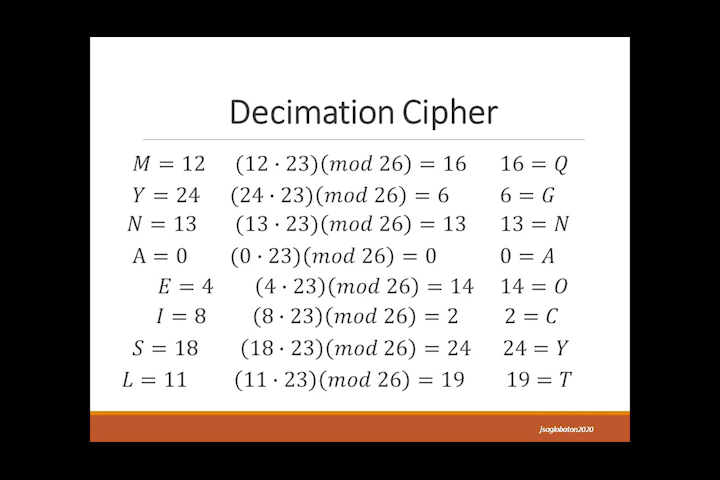 Decimation Cipher
M = 12 (12 · 23)(mod 26) = 16 16 = Q
Y = 24 (24 · 23)(mod 26) = 6 6 = G
N = 13 (13 · 23)(mod 26) = 13 13 = N
A = 0 (0 · 23)(mod 26) = 0 0 = A
E = 4 (4 · 23)(mod 26) = 14 14 = O
I = 8 (8 · 23)(mod 26) = 2 2 = C
S = 18 (18 · 23)(mod 26) = 24 24 = Y
L = 11 (11 · 23)(mod 26) = 19 19 = T
jsaglobaton2020